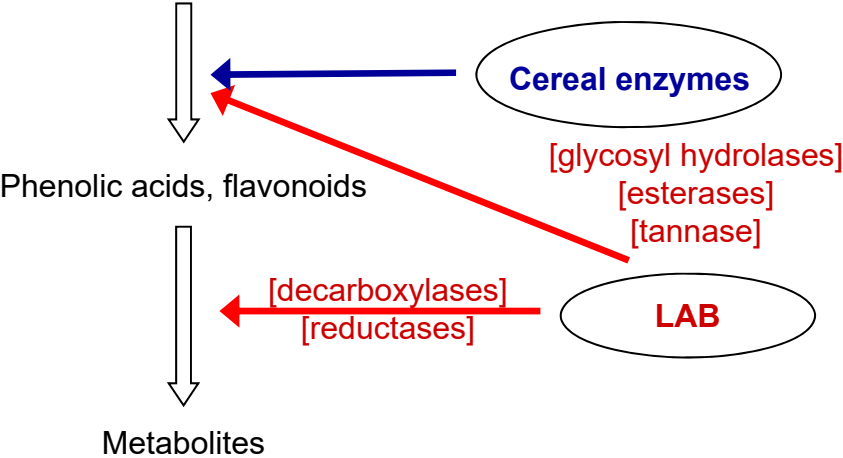 Cereal enzymes
[glycosyl hydrolases]
[esterases]
[tannase]
Phenolic acids, flavonoids
[decarboxylases]
[reductases]
LAB
Metabolites